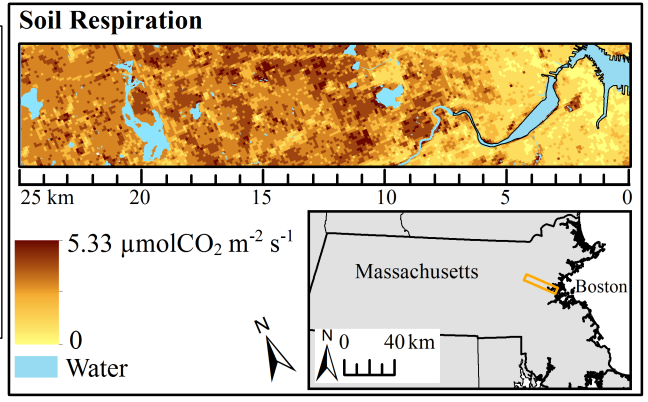 Soil Respiration
25 km 20 15 10 5 0
5.33 µmolCO₂ m⁻² s⁻¹
0
Water
N
Massachusetts
Boston
N 0 40 km